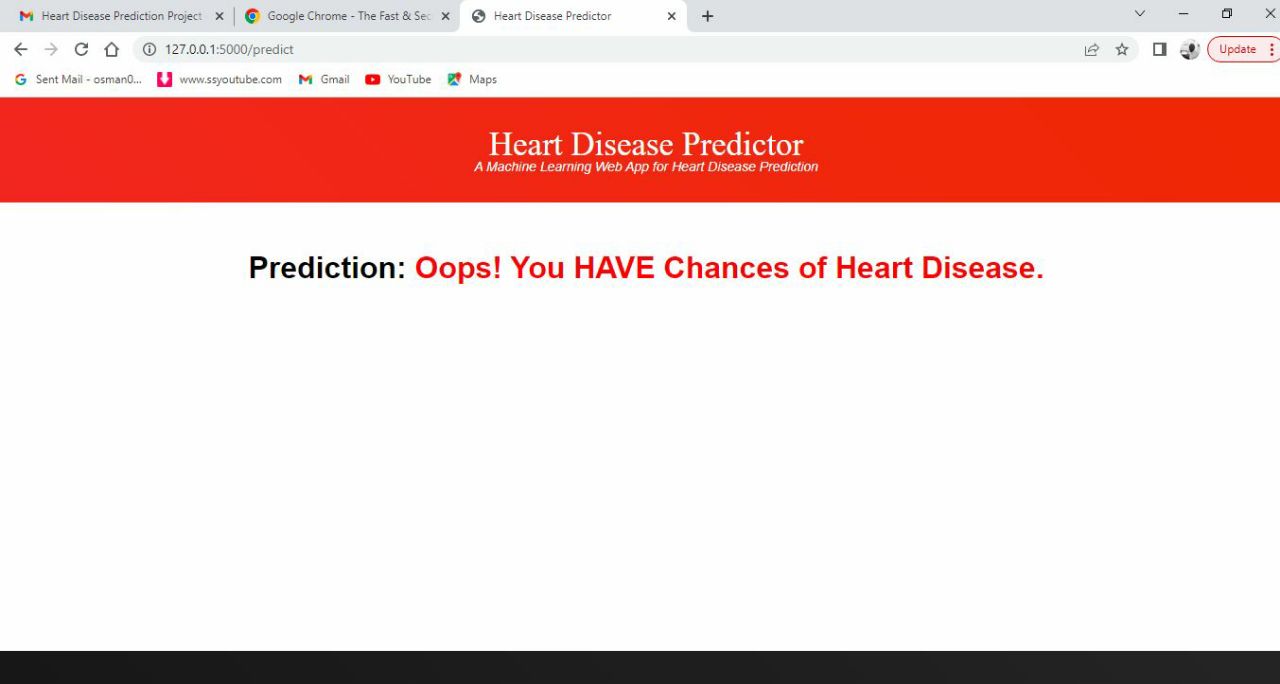 Heart Disease Prediction Project
Google Chrome - The Fast & Sec
Heart Disease Predictor
127.0.0.1:5000/predict
Update
Sent Mail - osman0...
www.ssyoutube.com
Gmail
YouTube
Maps
Heart Disease Predictor
A Machine Learning Web App for Heart Disease Prediction
Prediction: Oops! You HAVE Chances of Heart Disease.